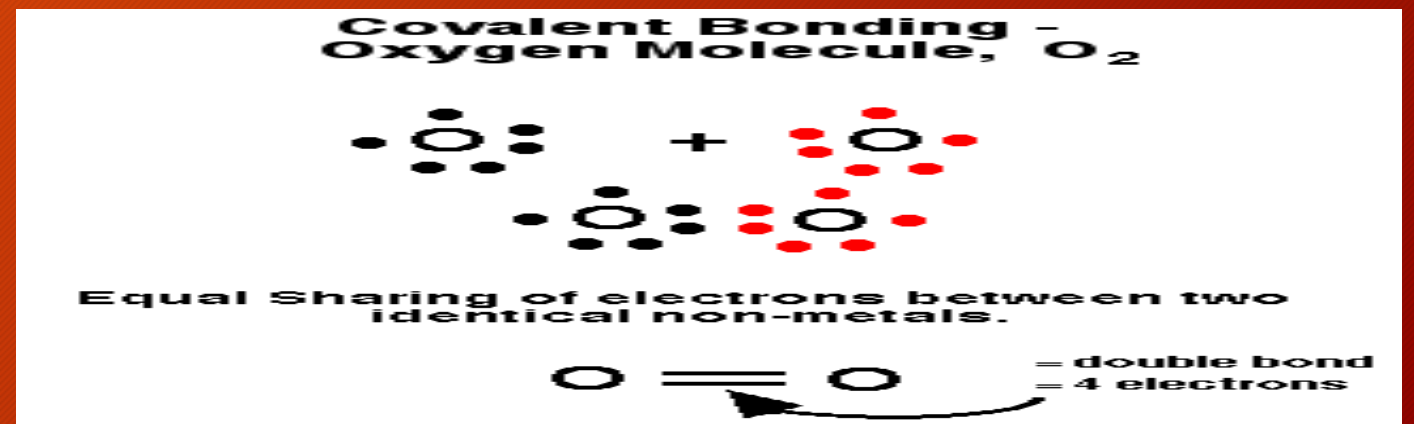 Covalent Bonding -
Oxygen Molecule, O₂
O + O
O O
Equal Sharing of electrons between two
identical non-metals.
O = O
= double bond
= 4 electrons